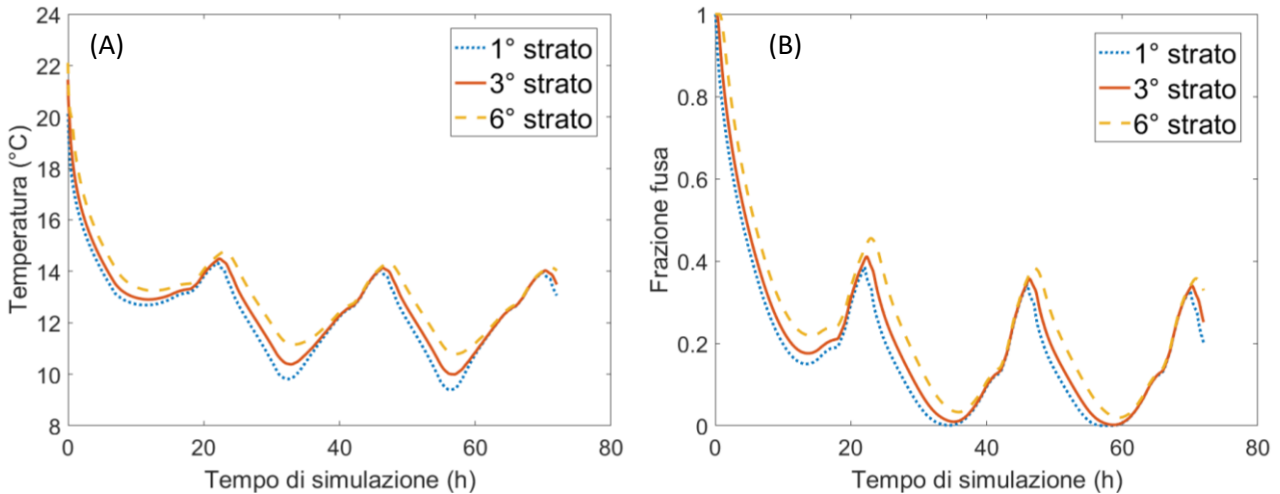 (A)
1° strato
3° strato
6° strato
24
22
20
18
16
14
12
10
8
Temperatura (°C)
0
20
40
60
80
Tempo di simulazione (h)
(B)
1° strato
3° strato
6° strato
1
0.8
0.6
0.4
0.2
0
Frazione fusa
0
20
40
60
80
Tempo di simulazione (h)